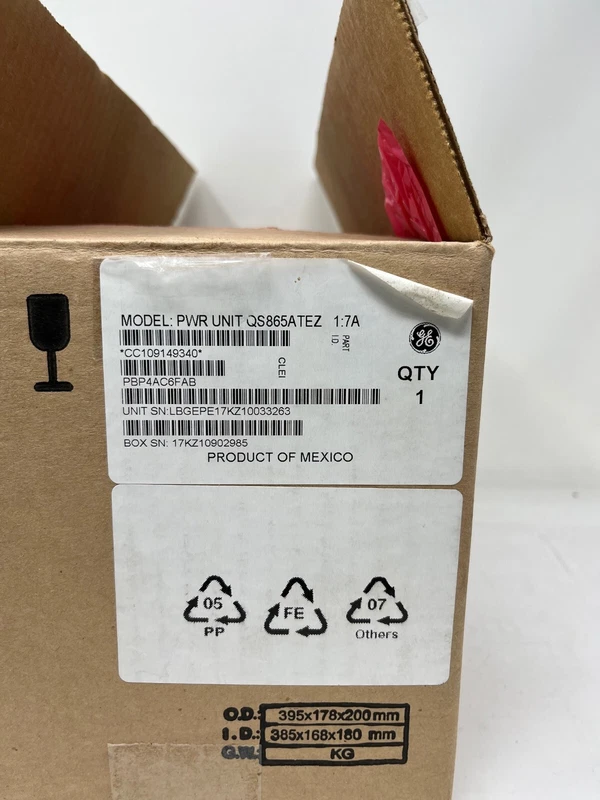 MODEL: PWR UNIT QS865ATEZ 1:7A
PART
I.D.
*CC109149340*
CLEI
PBP4AC6FAB
UNIT SN:LBGEPE17KZ10033263
BOX SN: 17KZ10902985
PRODUCT OF MEXICO
GE
QTY
1
05
PP
FE
07
Others
O.D.: 395x178x200mm
I.D.: 385x168x180 mm
G.W.: KG